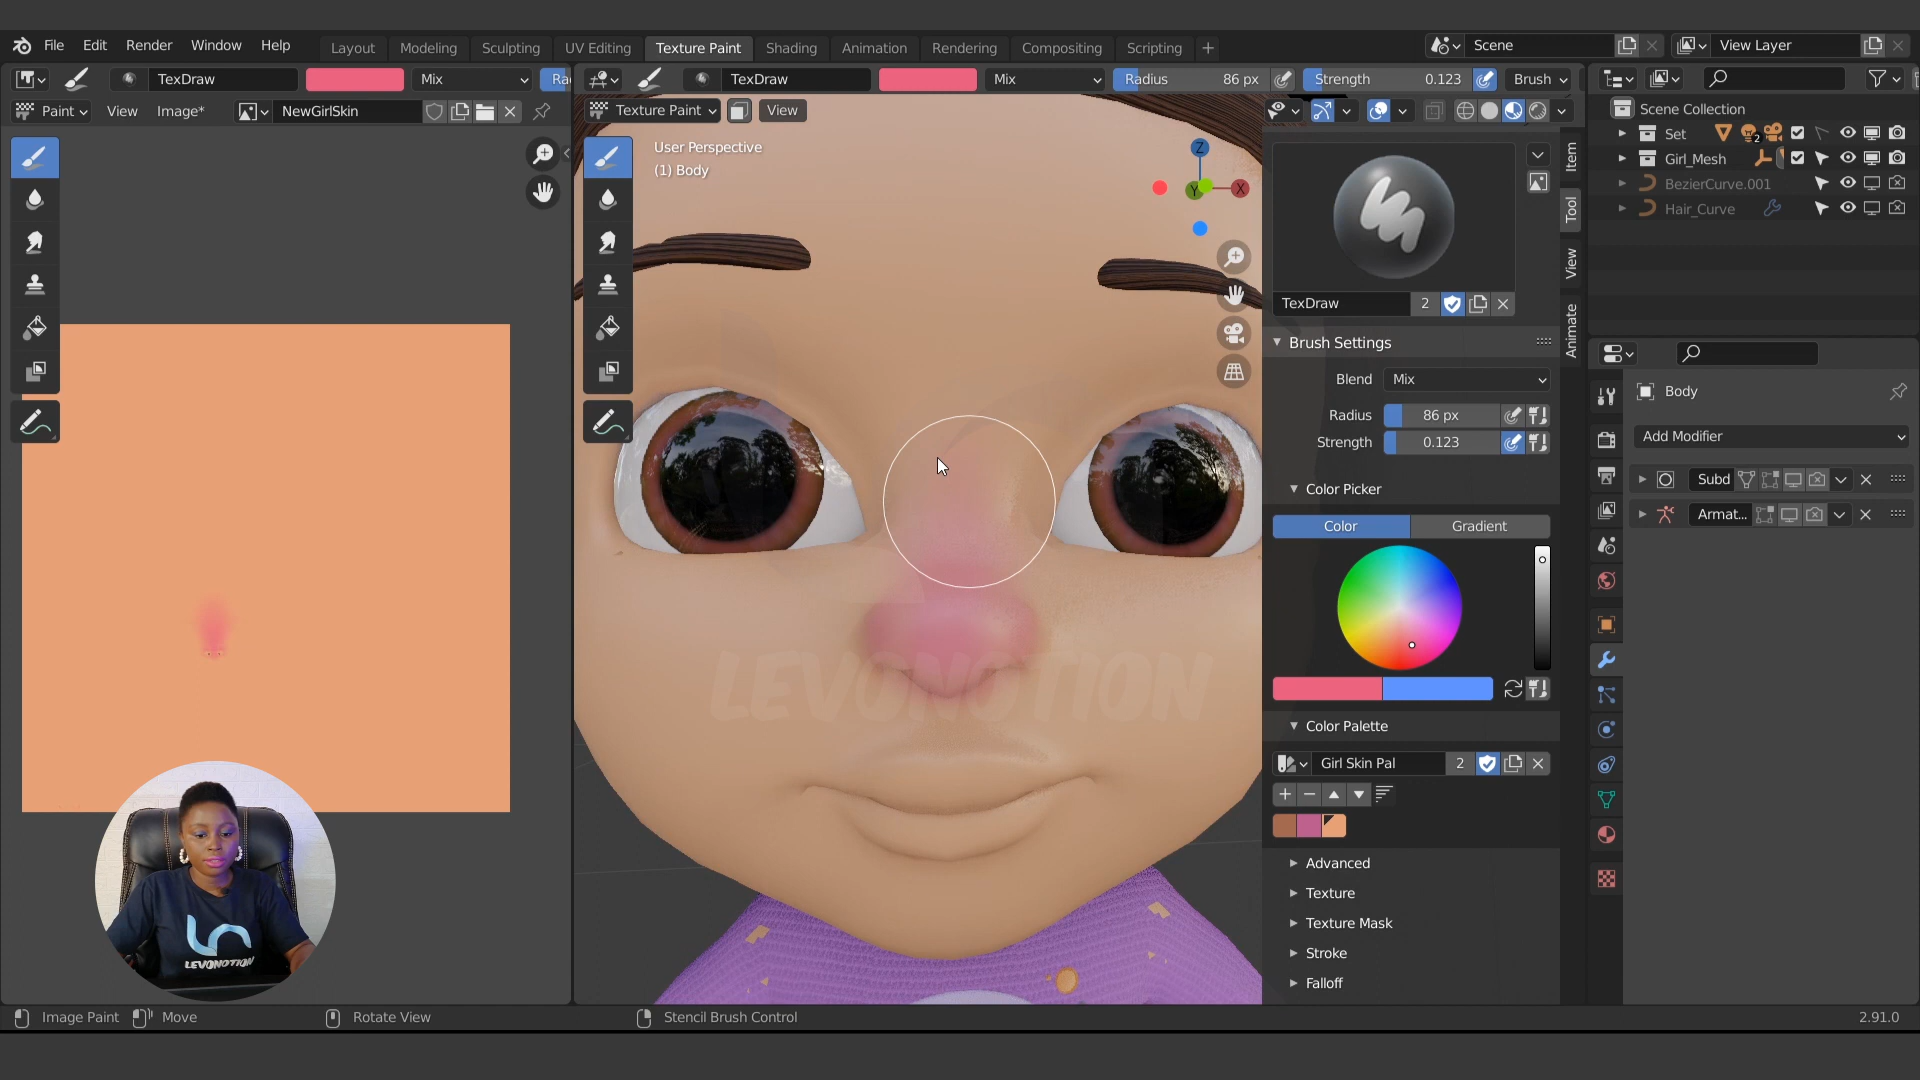 File Edit Render Window Help Layout Modeling Sculpting UV Editing Texture Paint Shading Animation Rendering Compositing Scripting + Scene View Layer
TexDraw Mix Ra TexDraw Mix Radius 86 px Strength 0.123 Brush
Paint View Image* NewGirlSkin Texture Paint View
Scene Collection
Set 2
Girl_Mesh
BezierCurve.001
Hair_Curve
User Perspective
(1) Body
Z
Y X
Item
Tool
View
Animate
TexDraw 2
Brush Settings
Blend Mix
Radius 86 px
Strength 0.123
Color Picker
Color Gradient
Color Palette
Girl Skin Pal 2
Advanced
Texture
Texture Mask
Stroke
Falloff
Body
Add Modifier
Subd
Armat...
LEVONOTION
LEVONOTION
Image Paint Move Rotate View Stencil Brush Control 2.91.0